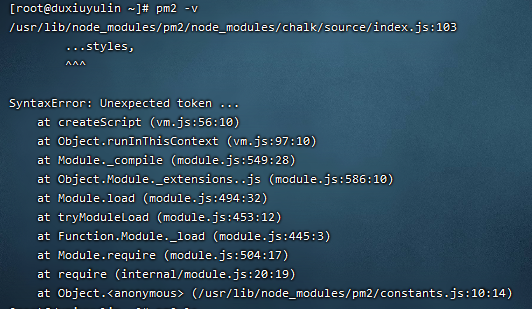 [root@duxiuyulin ~]# pm2 -v
/usr/lib/node_modules/pm2/node_modules/chalk/source/index.js:103
        ...styles,
        ^^^

SyntaxError: Unexpected token ...
    at createScript (vm.js:56:10)
    at Object.runInThisContext (vm.js:97:10)
    at Module._compile (module.js:549:28)
    at Object.Module._extensions..js (module.js:586:10)
    at Module.load (module.js:494:32)
    at tryModuleLoad (module.js:453:12)
    at Function.Module._load (module.js:445:3)
    at Module.require (module.js:504:17)
    at require (internal/module.js:20:19)
    at Object.<anonymous> (/usr/lib/node_modules/pm2/constants.js:10:14)